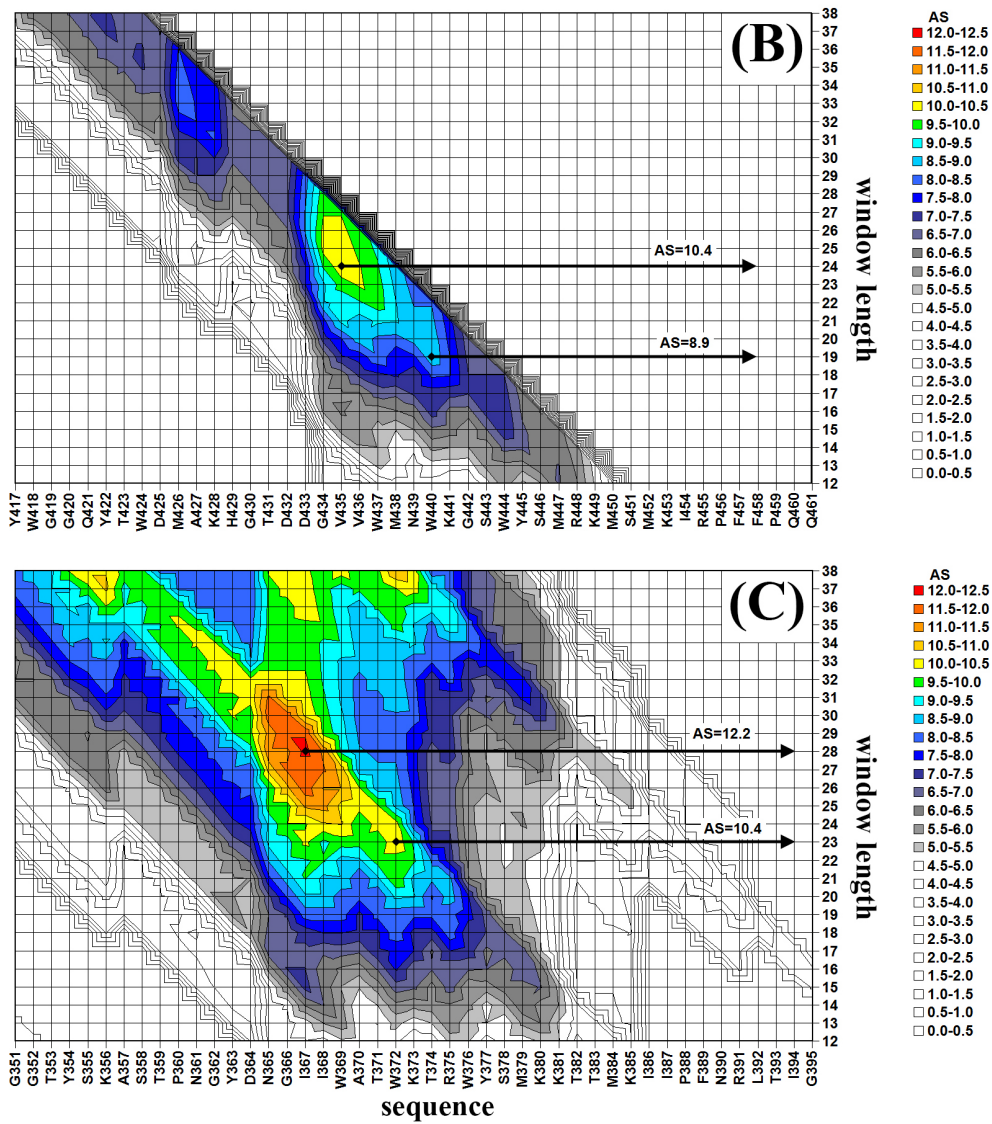 (B)
AS
12.0-12.5
11.5-12.0
11.0-11.5
10.5-11.0
10.0-10.5
9.5-10.0
9.0-9.5
8.5-9.0
8.0-8.5
7.5-8.0
7.0-7.5
6.5-7.0
6.0-6.5
5.5-6.0
5.0-5.5
4.5-5.0
4.0-4.5
3.5-4.0
3.0-3.5
2.5-3.0
2.0-2.5
1.5-2.0
1.0-1.5
0.5-1.0
0.0-0.5
38
37
36
35
34
33
32
31
30
29
28
27
26
25
24
23
22
21
20
19
18
17
16
15
14
13
12
window length
AS=10.4
AS=8.9
Y417
W418
G419
G420
Q421
Y422
T423
W424
D425
M426
A427
K428
H429
G430
T431
D432
D433
G434
V435
V436
W437
M438
N439
W440
K441
G442
S443
W444
Y445
S446
M447
R448
K449
M450
S451
M452
K453
I454
R455
P456
F457
F458
P459
Q460
Q461
(C)
AS
12.0-12.5
11.5-12.0
11.0-11.5
10.5-11.0
10.0-10.5
9.5-10.0
9.0-9.5
8.5-9.0
8.0-8.5
7.5-8.0
7.0-7.5
6.5-7.0
6.0-6.5
5.5-6.0
5.0-5.5
4.5-5.0
4.0-4.5
3.5-4.0
3.0-3.5
2.5-3.0
2.0-2.5
1.5-2.0
1.0-1.5
0.5-1.0
0.0-0.5
38
37
36
35
34
33
32
31
30
29
28
27
26
25
24
23
22
21
20
19
18
17
16
15
14
13
12
window length
AS=12.2
AS=10.4
G351
G352
T353
Y354
S355
K356
A357
S358
T359
P360
N361
G362
Y363
D364
N365
G366
I367
I368
W369
A370
T371
W372
K373
T374
R375
W376
Y377
S378
M379
K380
K381
T382
T383
M384
K385
I386
I387
P388
F389
N390
R391
L392
T393
I394
G395
sequence